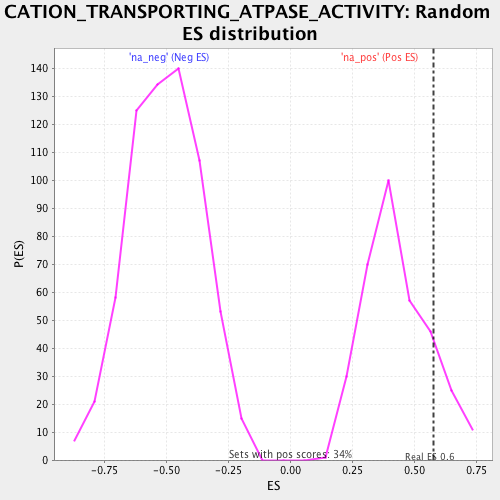 CATION_TRANSPORTING_ATPASE_ACTIVITY: Random
ES distribution
'na_neg' (Neg ES)
'na_pos' (Pos ES)
140
130
120
110
100
90
80
70
60
50
40
30
20
10
0
P(ES)
Sets with pos scores: 34%
Real ES 0.6
-0.75
-0.50
-0.25
0.00
0.25
0.50
0.75
ES